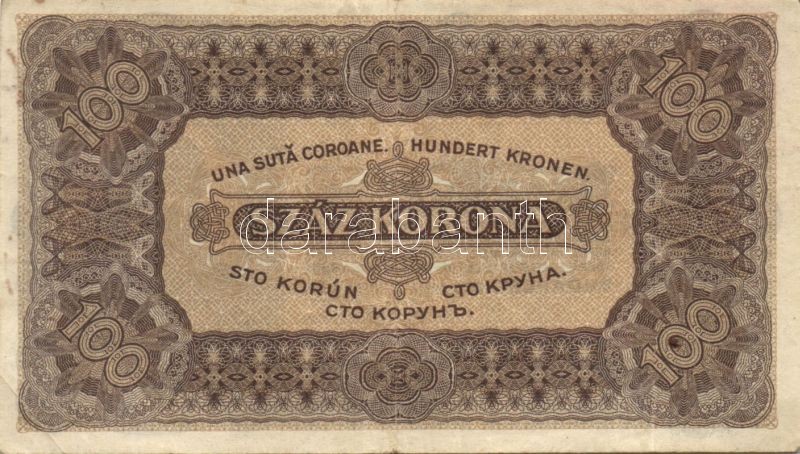 100 100
UNA SUTĂ COROANE. HUNDERT KRONEN.
SZÁZ KORONA
darabanth
STO KORÚN СТО КРУНА.
СТО КОРУНЪ.
100 100